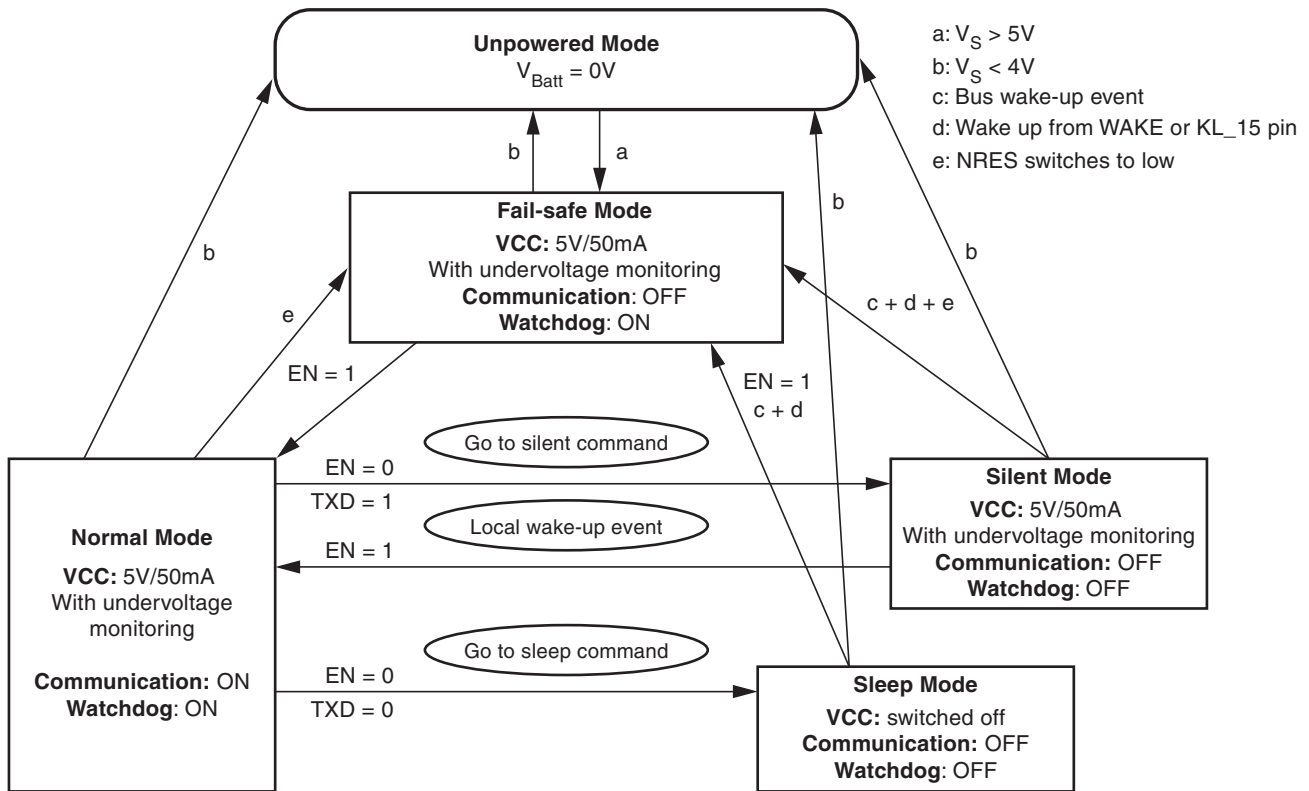 Unpowered Mode
V_Batt = 0V
a: V_S > 5V
b: V_S < 4V
c: Bus wake-up event
d: Wake up from WAKE or KL_15 pin
e: NRES switches to low
b
a
b
b
b
Fail-safe Mode
VCC: 5V/50mA
With undervoltage monitoring
Communication: OFF
Watchdog: ON
e
c + d + e
EN = 1
EN = 1
c + d
Go to silent command
EN = 0
TXD = 1
Local wake-up event
EN = 1
Silent Mode
VCC: 5V/50mA
With undervoltage monitoring
Communication: OFF
Watchdog: OFF
Normal Mode
VCC: 5V/50mA
With undervoltage
monitoring
Communication: ON
Watchdog: ON
Go to sleep command
EN = 0
TXD = 0
Sleep Mode
VCC: switched off
Communication: OFF
Watchdog: OFF